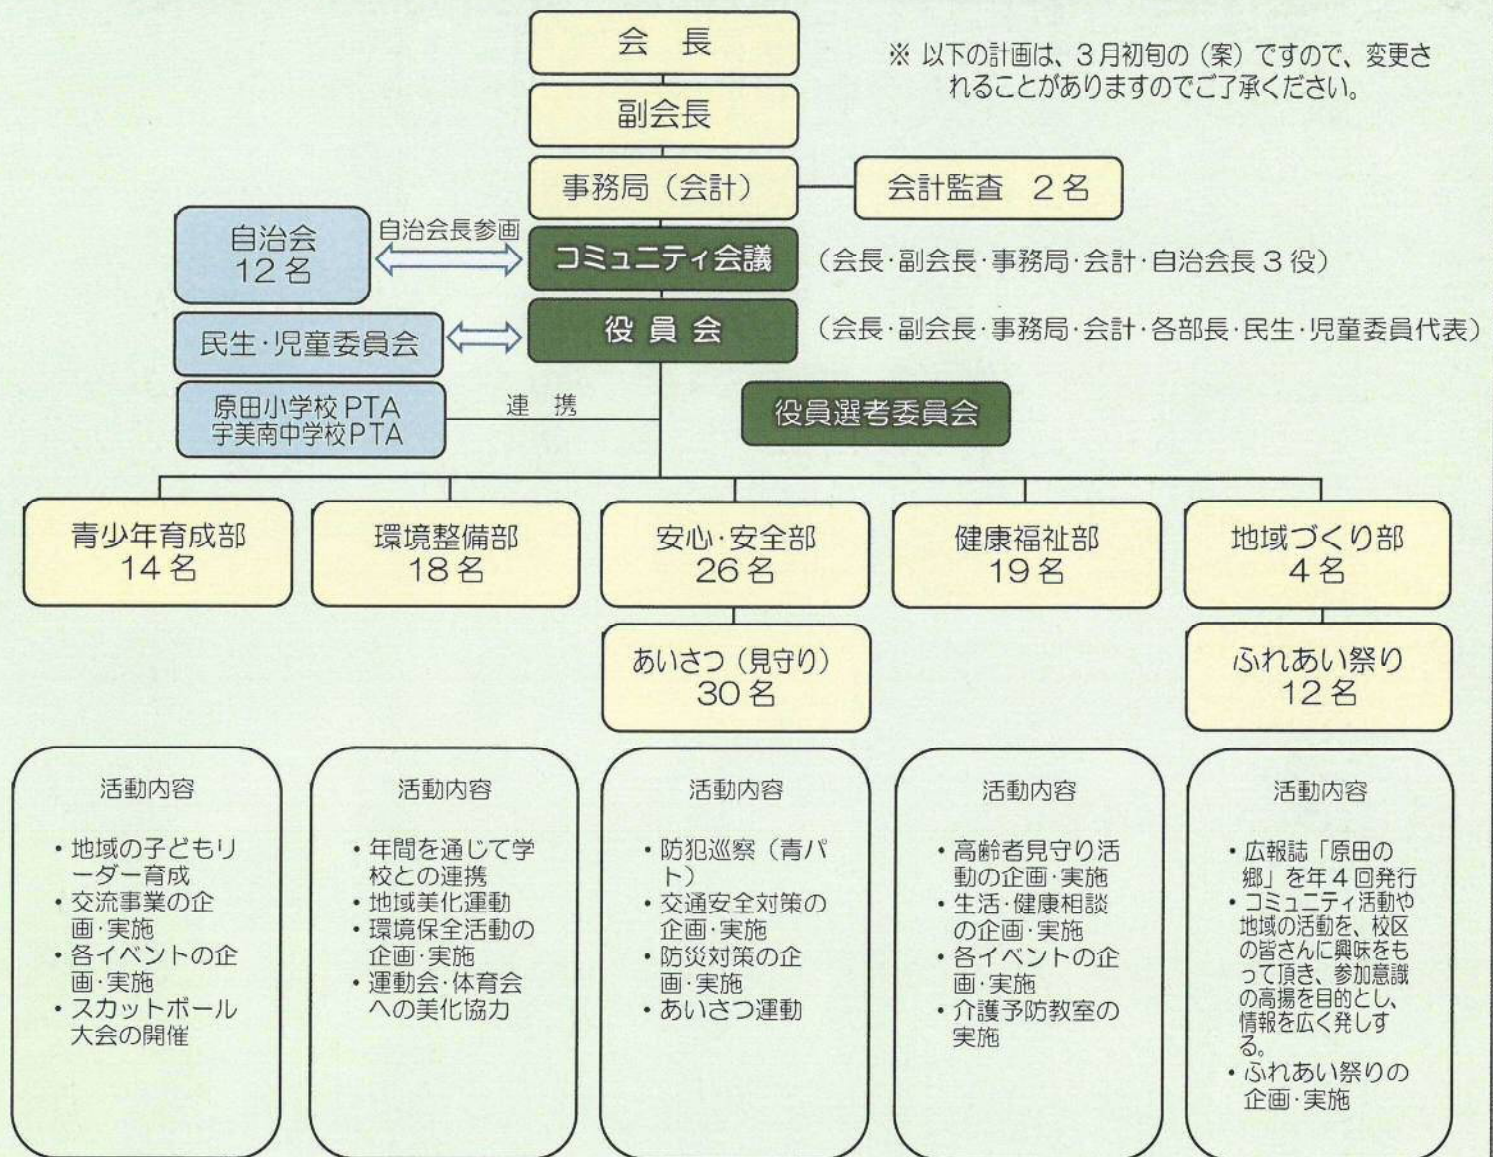 会 長
※ 以下の計画は、3月初旬の（案）ですので、変更さ
れることがありますのでご了承ください。
副会長
事務局（会計）
会計監査 2名
自治会
12名
自治会長参画
コミュニティ会議
（会長・副会長・事務局・会計・自治会長3役）
民生・児童委員会
役 員 会
（会長・副会長・事務局・会計・各部長・民生・児童委員代表）
原田小学校PTA
宇美南中学校PTA
連 携
役員選考委員会
青少年育成部
14名
環境整備部
18名
安心・安全部
26名
健康福祉部
19名
地域づくり部
4名
あいさつ（見守り）
30名
ふれあい祭り
12名
活動内容
・地域の子どもリ
ーダー育成
・交流事業の企
画・実施
・各イベントの企
画・実施
・スカットボール
大会の開催
活動内容
・年間を通じて学
校との連携
・地域美化運動
・環境保全活動の
企画・実施
・運動会・体育会
への美化協力
活動内容
・防犯巡察（青パ
ト）
・交通安全対策の
企画・実施
・防災対策の企
画・実施
・あいさつ運動
活動内容
・高齢者見守り活
動の企画・実施
・生活・健康相談
の企画・実施
・各イベントの企
画・実施
・介護予防教室の
実施
活動内容
・広報誌「原田の
郷」を年4回発行
・コミュニティ活動や
地域の活動を、校区
の皆さんに興味をも
って頂き、参加意識
の高揚を目的とし、
情報を広く発しす
る。
・ふれあい祭りの
企画・実施